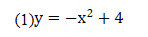 (1)y = −x² + 4